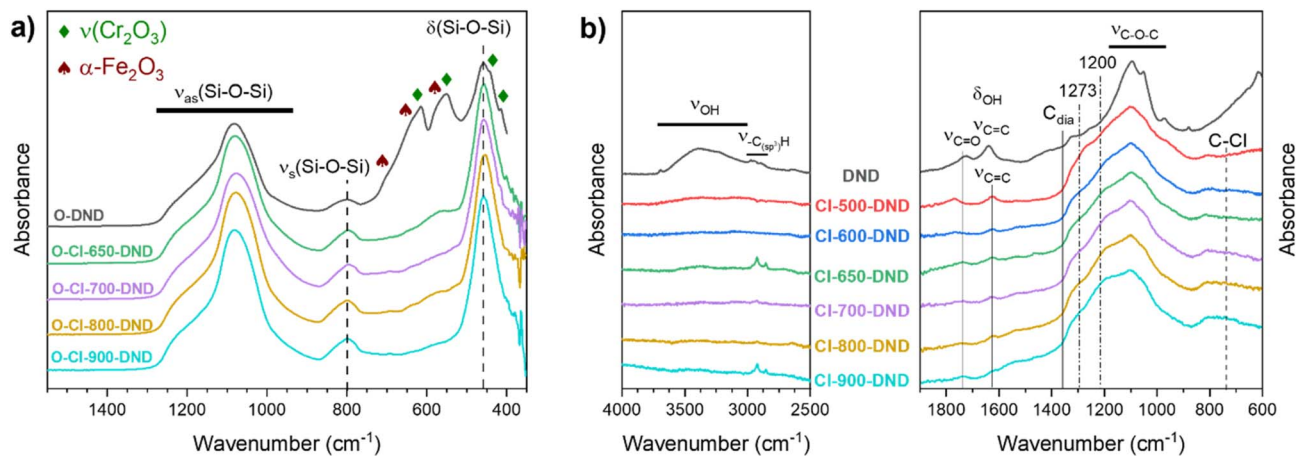 a)
♦ ν(Cr₂O₃)
♠ α-Fe₂O₃
δ(Si-O-Si)
νas(Si-O-Si)
νs(Si-O-Si)
O-DND
O-Cl-650-DND
O-Cl-700-DND
O-Cl-800-DND
O-Cl-900-DND
Absorbance
1400 1200 1000 800 600 400
Wavenumber (cm⁻¹)
b)
νOH
ν-C(sp³)H
Absorbance
4000 3500 3000 2500
Wavenumber (cm⁻¹)
DND
Cl-500-DND
Cl-600-DND
Cl-650-DND
Cl-700-DND
Cl-800-DND
Cl-900-DND
νC-O-C
1200
1273
δOH
Cdia
νC=O
νC=C
νC=C
C-Cl
1800 1600 1400 1200 1000 800 600
Wavenumber (cm⁻¹)
Absorbance